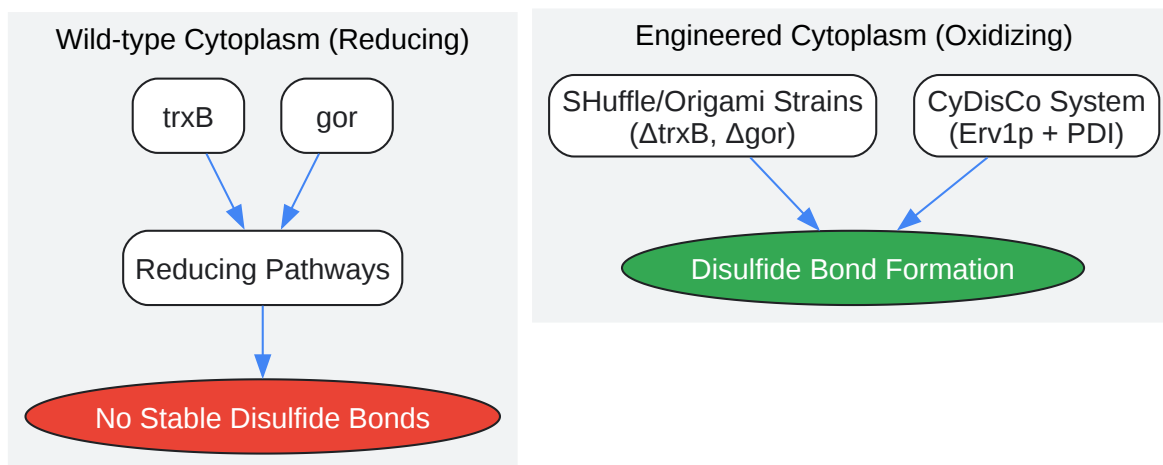 Wild-type Cytoplasm (Reducing)
trxB
gor
Reducing Pathways
No Stable Disulfide Bonds
Engineered Cytoplasm (Oxidizing)
SHuffle/Origami Strains
(ΔtrxB, Δgor)
CyDisCo System
(Erv1p + PDI)
Disulfide Bond Formation